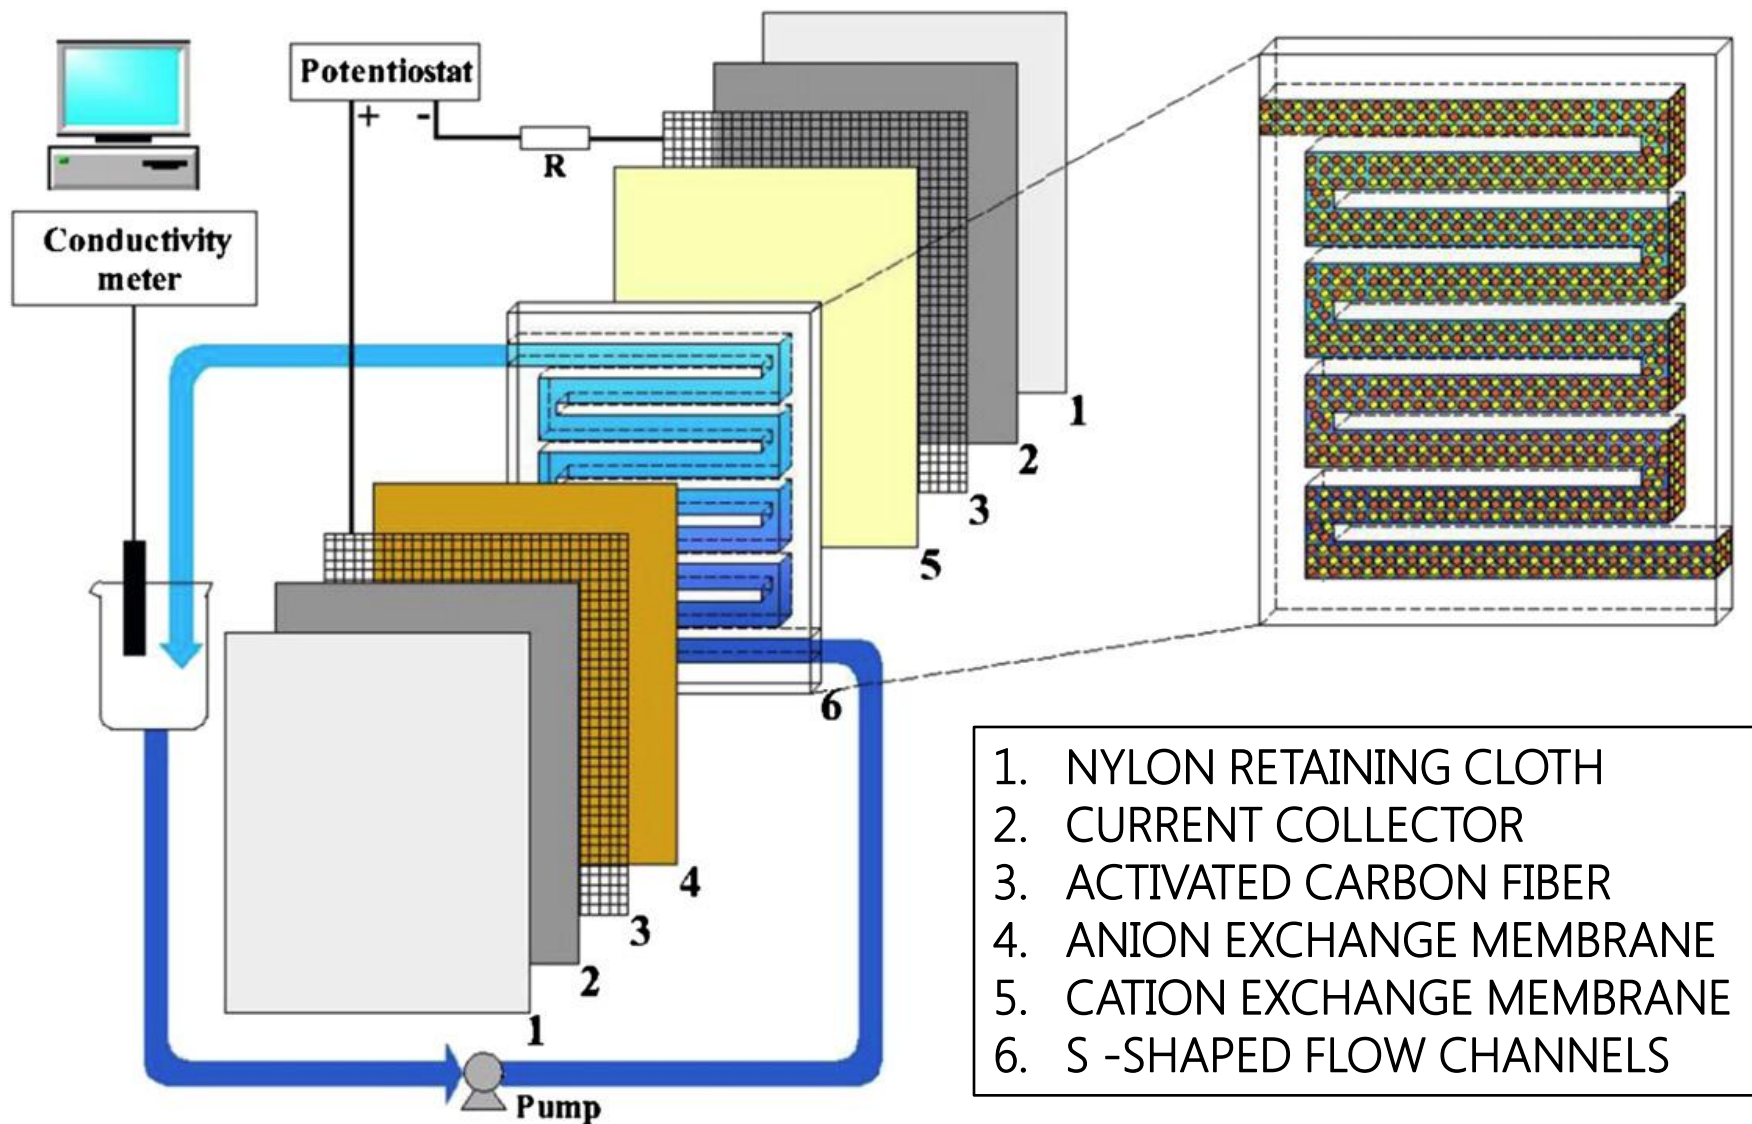 Potentiostat
+ -
R
Conductivity
meter
1
2
3
5
6
4
3
2
1
Pump
1. NYLON RETAINING CLOTH
2. CURRENT COLLECTOR
3. ACTIVATED CARBON FIBER
4. ANION EXCHANGE MEMBRANE
5. CATION EXCHANGE MEMBRANE
6. S -SHAPED FLOW CHANNELS